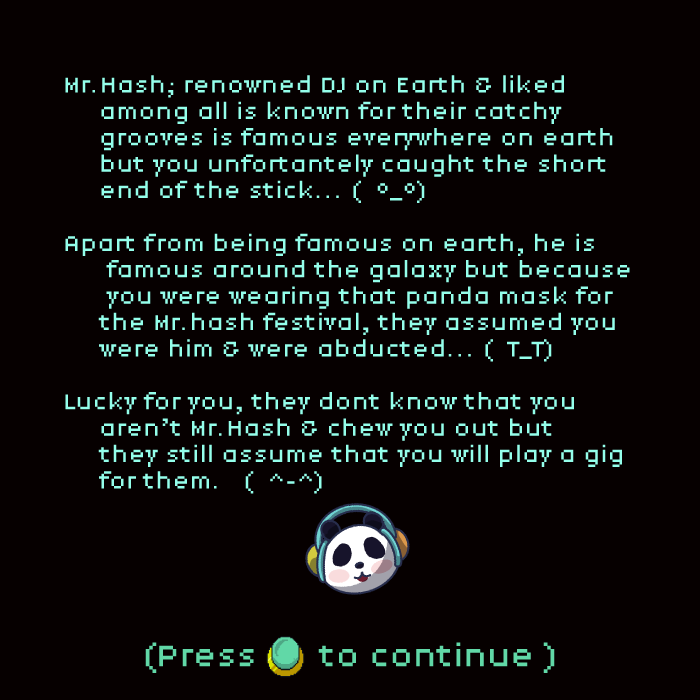 Mr.Hash; renowned DJ on Earth & liked
among all is known for their catchy
grooves is famous everywhere on earth
but you unfortantely caught the short
end of the stick... ( º_º)
Apart from being famous on earth, he is
famous around the galaxy but because
you were wearing that panda mask for
the Mr.hash festival, they assumed you
were him & were abducted... ( T_T)
Lucky for you, they dont know that you
aren't Mr.Hash & chew you out but
they still assume that you will play a gig
for them. ( ^-^)
(Press to continue )